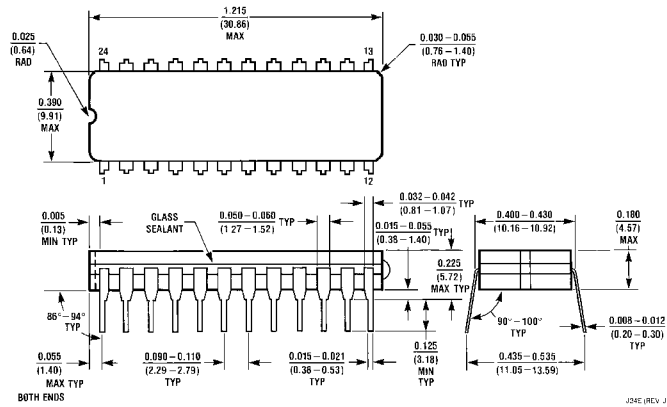 1.215
(30.86)
MAX
0.025
(0.64)
RAD
24
13
0.030–0.055
(0.76–1.40)
RAD TYP
0.390
(9.91)
MAX
1
12
0.005
(0.13)
MIN TYP
GLASS
SEALANT
0.050–0.060 TYP
(1.27–1.52)
0.032–0.042 TYP
(0.81–1.07)
0.015–0.055 TYP
(0.38–1.40)
0.225
(5.72)
MAX TYP
0.400–0.430
(10.16–10.92)
0.180
(4.57)
MAX
86°–94°
TYP
90°–100°
TYP
0.008–0.012
(0.20–0.30)
TYP
0.055
(1.40)
MAX TYP
BOTH ENDS
0.090–0.110
(2.29–2.79)
TYP
0.015–0.021
(0.38–0.53)
TYP
0.125
(3.18)
MIN
TYP
0.435–0.535
(11.05–13.59)
TYP
J24E (REV J